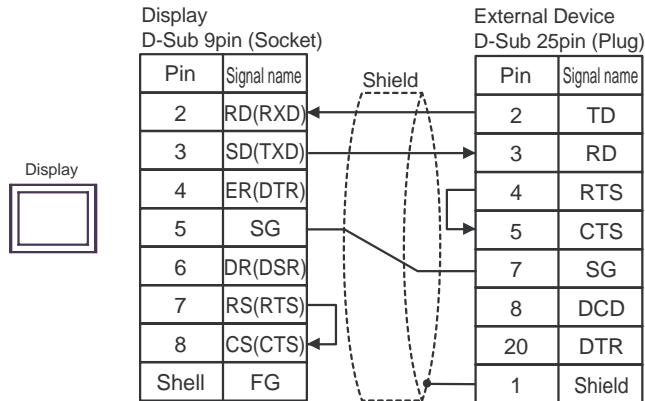 Display
D-Sub 9pin (Socket)
External Device
D-Sub 25pin (Plug)
Pin Signal name
Shield
Pin Signal name
2 RD(RXD)
2 TD
3 SD(TXD)
3 RD
Display
4 ER(DTR)
4 RTS
5 SG
5 CTS
6 DR(DSR)
7 SG
7 RS(RTS)
8 DCD
8 CS(CTS)
20 DTR
Shell FG
1 Shield